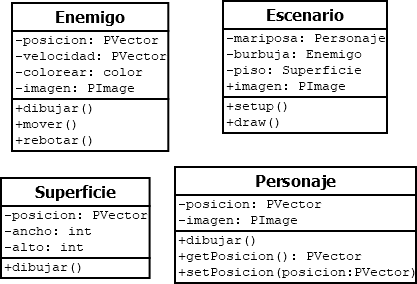 Enemigo
-posicion: PVector
-velocidad: PVector
-colorear: color
-imagen: PImage
+dibujar()
+mover()
+rebotar()
Escenario
-mariposa: Personaje
-burbuja: Enemigo
-piso: Superficie
+imagen: PImage
+setup()
+draw()
Superficie
-posicion: PVector
-ancho: int
-alto: int
+dibujar()
Personaje
-posicion: PVector
-imagen: PImage
+dibujar()
+getPosicion(): PVector
+setPosicion(posicion:PVector)